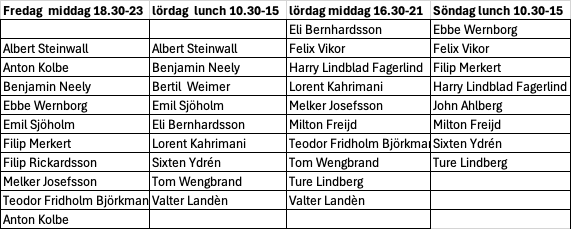 Fredag  middag 18.30-23 lördag  lunch 10.30-15 lördag middag 16.30-21 Söndag lunch 10.30-15
Eli Bernhardsson Ebbe Wernborg
Albert Steinwall Albert Steinwall Felix Vikor Felix Vikor
Anton Kolbe Benjamin Neely Harry Lindblad Fagerlind Filip Merkert
Benjamin Neely Bertil  Weimer Lorent Kahrimani Harry Lindblad Fagerlind
Ebbe Wernborg Emil Sjöholm Melker Josefsson John Ahlberg
Emil Sjöholm Eli Bernhardsson Milton Freijd Milton Freijd
Filip Merkert Lorent Kahrimani Teodor Fridholm Björkman Sixten Ydrén
Filip Rickardsson Sixten Ydrén Tom Wengbrand Ture Lindberg
Melker Josefsson Tom Wengbrand Ture Lindberg
Teodor Fridholm Björkman Valter Landèn Valter Landèn
Anton Kolbe